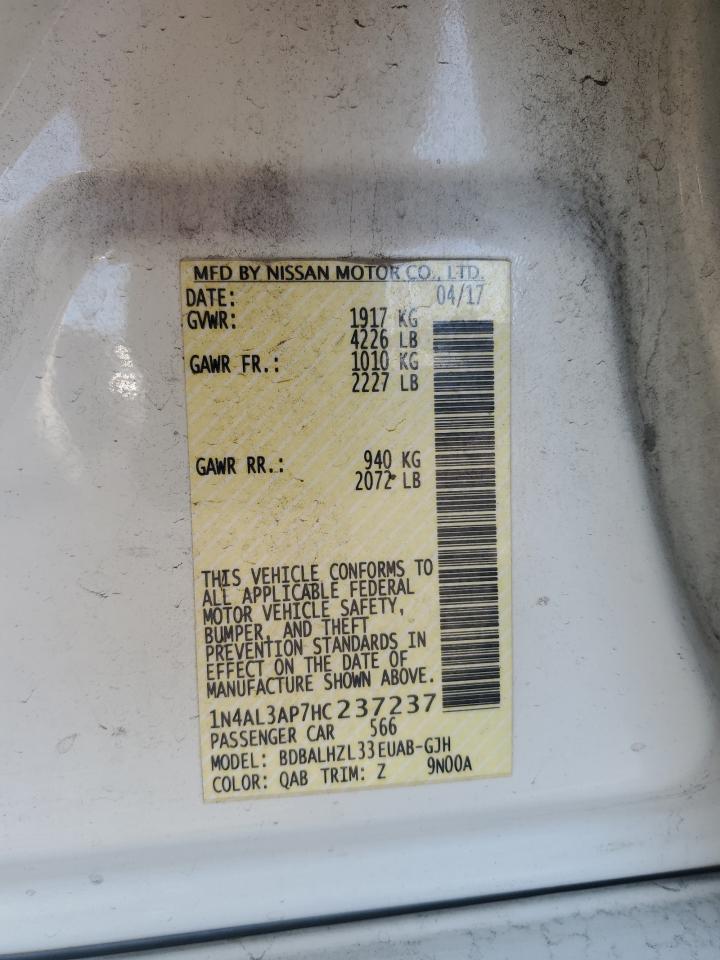 MFD BY NISSAN MOTOR CO., LTD.
DATE: 04/17
GVWR: 1917 KG
4226 LB
GAWR FR.: 1010 KG
2227 LB
GAWR RR.: 940 KG
2072 LB
THIS VEHICLE CONFORMS TO
ALL APPLICABLE FEDERAL
MOTOR VEHICLE SAFETY,
BUMPER, AND THEFT
PREVENTION STANDARDS IN
EFFECT ON THE DATE OF
MANUFACTURE SHOWN ABOVE.
1N4AL3AP7HC237237
PASSENGER CAR 566
MODEL: BDBALHZL33EUAB-GJH
COLOR: QAB TRIM: Z 9N00A